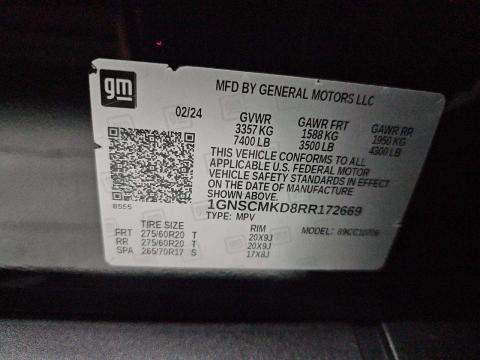 gm
MFD BY GENERAL MOTORS LLC
02/24 GVWR GAWR FRT GAWR RR
3357 KG 1588 KG 1950 KG
7400 LB 3500 LB 4300 LB
THIS VEHICLE CONFORMS TO ALL
APPLICABLE U.S. FEDERAL MOTOR
VEHICLE SAFETY STANDARDS IN EFFECT
ON THE DATE OF MANUFACTURE
SHOWN ABOVE.
1GNSCMKD8RR172669
TYPE: MPV
TIRE SIZE RIM MODEL:
FRT 275/60R20 T 20X9J
RR 275/60R20 T 20X9J
SPA 265/70R17 S 17X8J